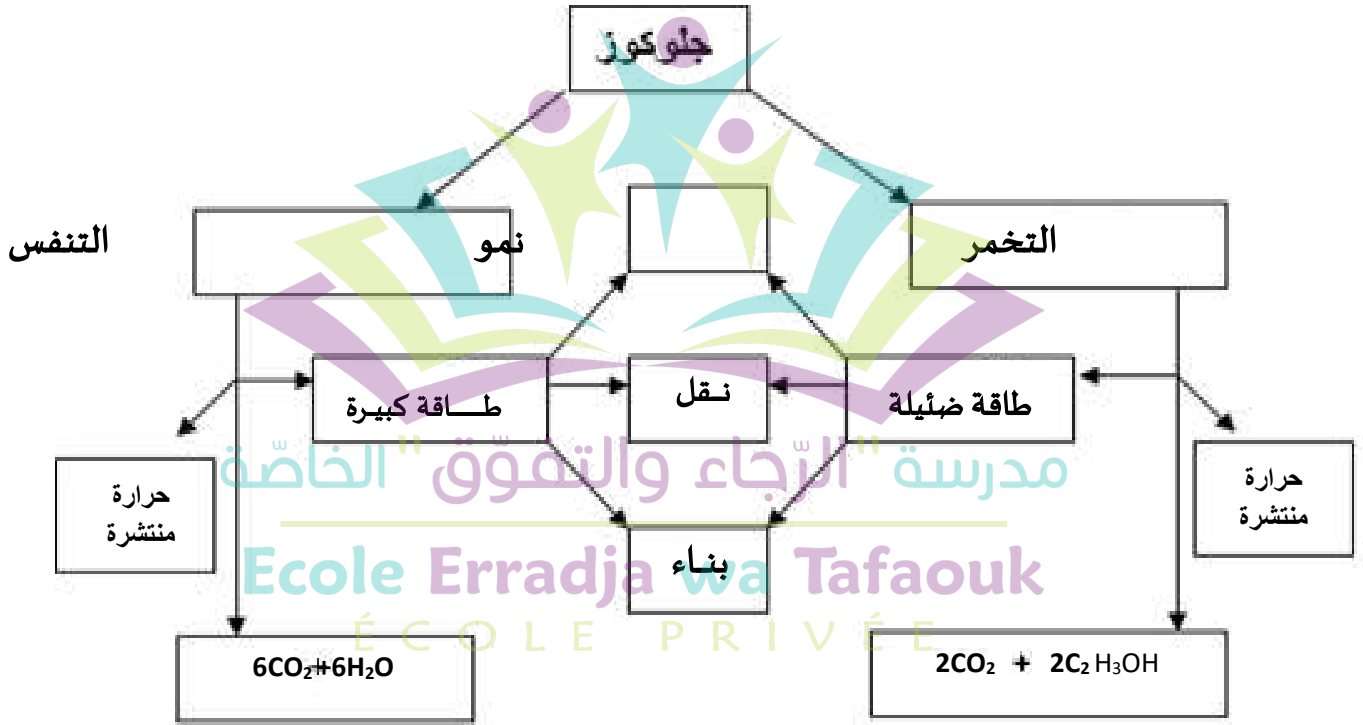 جلوكوز
التخمر
نمو
التنفس
طاقة ضئيلة
نـقل
طـــاقة كبيـرة
حرارة
منتشرة
حرارة
منتشرة
مدرسة "الرّجاء والتفوّق" الخاصّة
بنـاء
Ecole Erradja wa Tafaouk
ÉCOLE PRIVÉE
6CO₂+6H₂O
2CO₂ + 2C₂ H₃OH